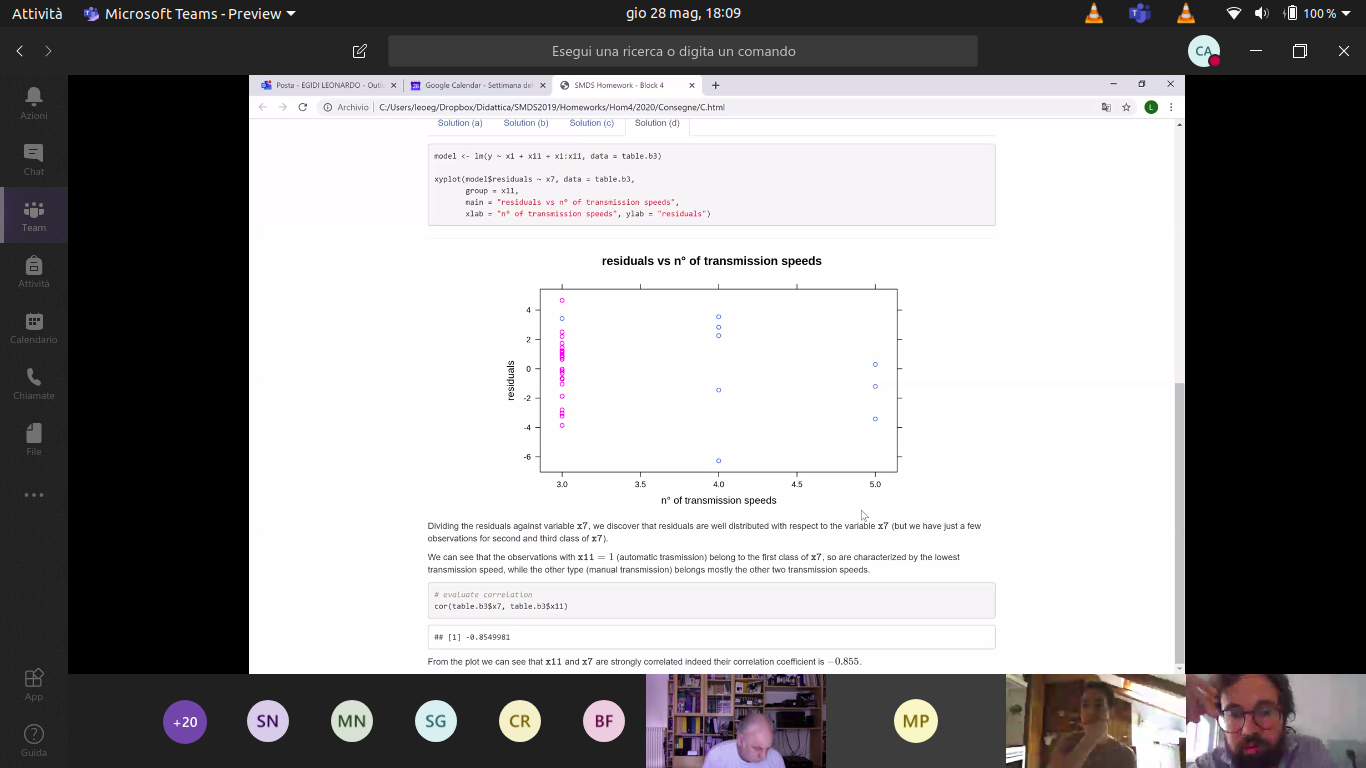 Attività
Microsoft Teams - Preview
gio 28 mag, 18:09
100 %
Esegui una ricerca o digita un comando
CA
Azioni
Chat
Team
Attività
Calendario
Chiamate
File
App
Guida
Posta - EGIDI LEONARDO - Outl
Google Calendar - Settimana de
SMDS Homework - Block 4
Archivio
C:/Users/leoeg/Dropbox/Didattica/SMDS2019/Homeworks/Hom4/2020/Consegne/C.html
L
Solution (a)
Solution (b)
Solution (c)
Solution (d)
model <- lm(y ~ x1 + x11 + x1:x11, data = table.b3)
xyplot(model$residuals ~ x7, data = table.b3,
group = x11,
main = "residuals vs n° of transmission speeds",
xlab = "n° of transmission speeds", ylab = "residuals")
residuals vs n° of transmission speeds
residuals
4
2
0
-2
-4
-6
3.0
3.5
4.0
4.5
5.0
n° of transmission speeds
Dividing the residuals against variable x7, we discover that residuals are well distributed with respect to the variable x7 (but we have just a few
observations for second and third class of x7).
We can see that the observations with x11 = 1 (automatic trasmission) belong to the first class of x7, so are characterized by the lowest
transmission speed, while the other type (manual transmission) belongs mostly the other two transmission speeds.
# evaluate correlation
cor(table.b3$x7, table.b3$x11)
## [1] -0.8549981
From the plot we can see that x11 and x7 are strongly correlated indeed their correlation coefficient is −0.855.
+20
SN
MN
SG
CR
BF
MP